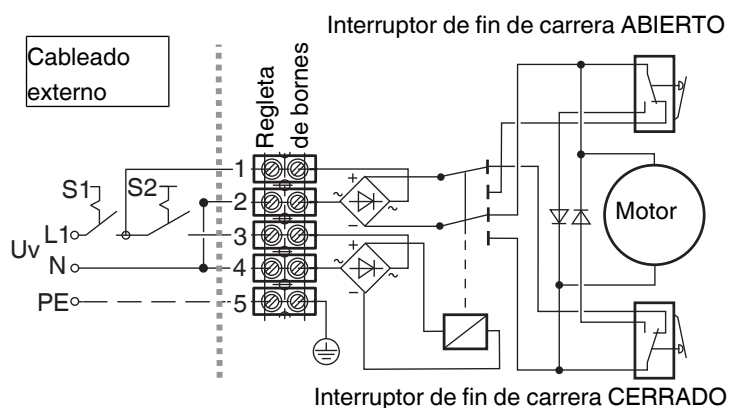 Interruptor de fin de carrera ABIERTO
Cableado
externo
Regleta
de bornes
S1
S2
1
2
3
4
5
L1
Uv
N
PE
+
~
~
−
+
~
~
−
Motor
Interruptor de fin de carrera CERRADO